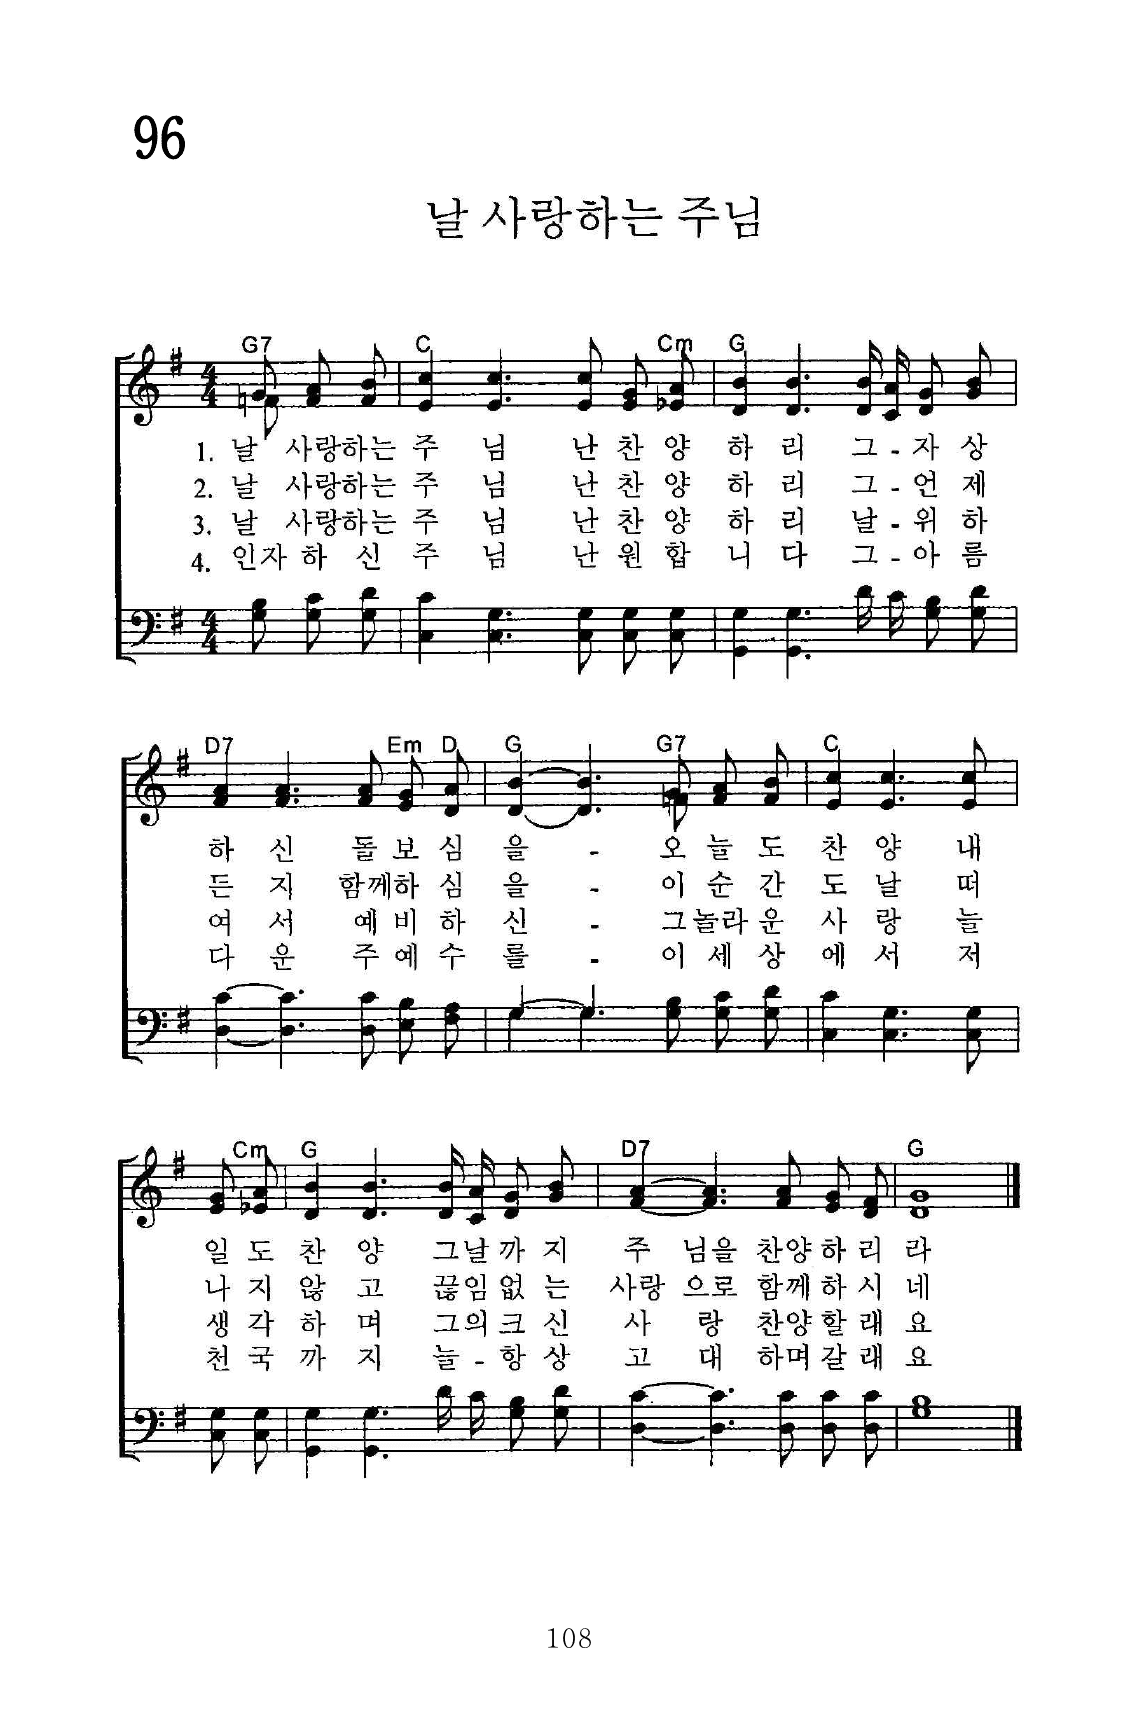 96
날 사랑하는 주님
G7 C Cm G
1. 날 사랑하는 주 님 난 찬 양 하 리 그 - 자 상
2. 날 사랑하는 주 님 난 찬 양 하 리 그 - 언 제
3. 날 사랑하는 주 님 난 찬 양 하 리 날 - 위 하
4. 인자 하 신 주 님 난 원 합 니 다 그 - 아 름
D7 Em D G G7 C
하 신 돌 보 심 을 - 오 늘 도 찬 양 내
든 지 함께하 심 을 - 이 순 간 도 날 떠
여 서 예 비 하 신 - 그놀라 운 사 랑 늘
다 운 주 예 수 를 - 이 세 상 에 서 저
Cm G D7 G
일 도 찬 양 그날 까 지 주 님을 찬양 하 리 라
나 지 않 고 끊임 없 는 사랑 으로 함께 하 시 네
생 각 하 며 그의 크 신 사 랑 찬양 할 래 요
천 국 까 지 늘 - 항 상 고 대 하며 갈 래 요
108